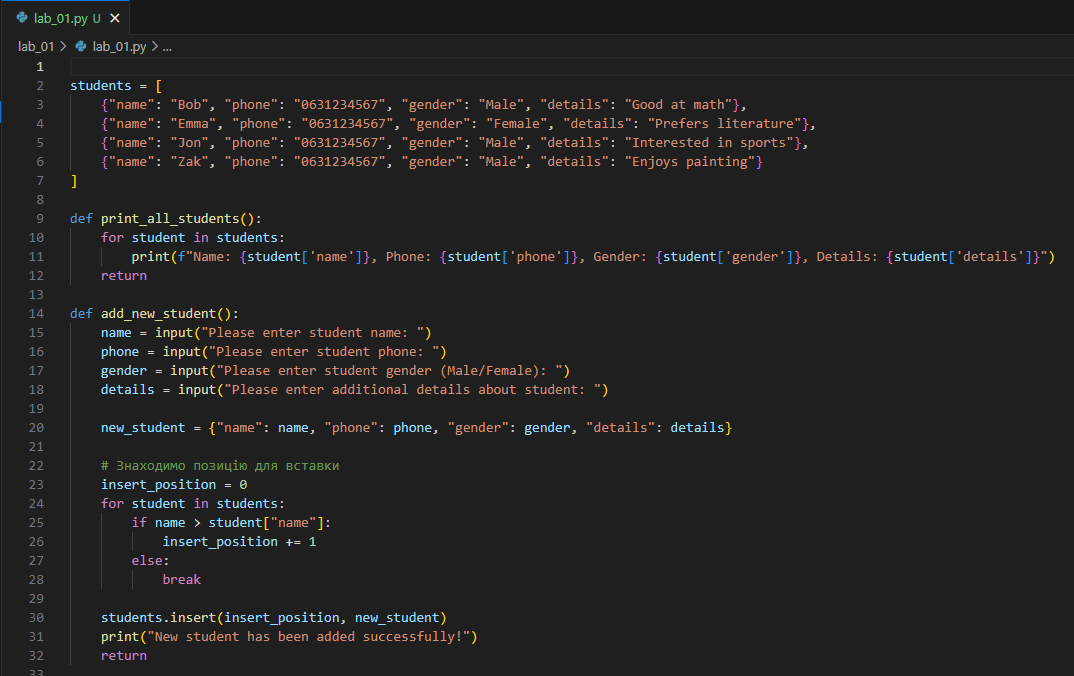 lab_01.py U ×
lab_01 > lab_01.py > ...
1
2 students = [
3     {"name": "Bob", "phone": "0631234567", "gender": "Male", "details": "Good at math"},
4     {"name": "Emma", "phone": "0631234567", "gender": "Female", "details": "Prefers literature"},
5     {"name": "Jon", "phone": "0631234567", "gender": "Male", "details": "Interested in sports"},
6     {"name": "Zak", "phone": "0631234567", "gender": "Male", "details": "Enjoys painting"}
7 ]
8
9 def print_all_students():
10     for student in students:
11         print(f"Name: {student['name']}, Phone: {student['phone']}, Gender: {student['gender']}, Details: {student['details']}")
12     return
13
14 def add_new_student():
15     name = input("Please enter student name: ")
16     phone = input("Please enter student phone: ")
17     gender = input("Please enter student gender (Male/Female): ")
18     details = input("Please enter additional details about student: ")
19
20     new_student = {"name": name, "phone": phone, "gender": gender, "details": details}
21
22     # Знаходимо позицію для вставки
23     insert_position = 0
24     for student in students:
25         if name > student["name"]:
26             insert_position += 1
27         else:
28             break
29
30     students.insert(insert_position, new_student)
31     print("New student has been added successfully!")
32     return
33